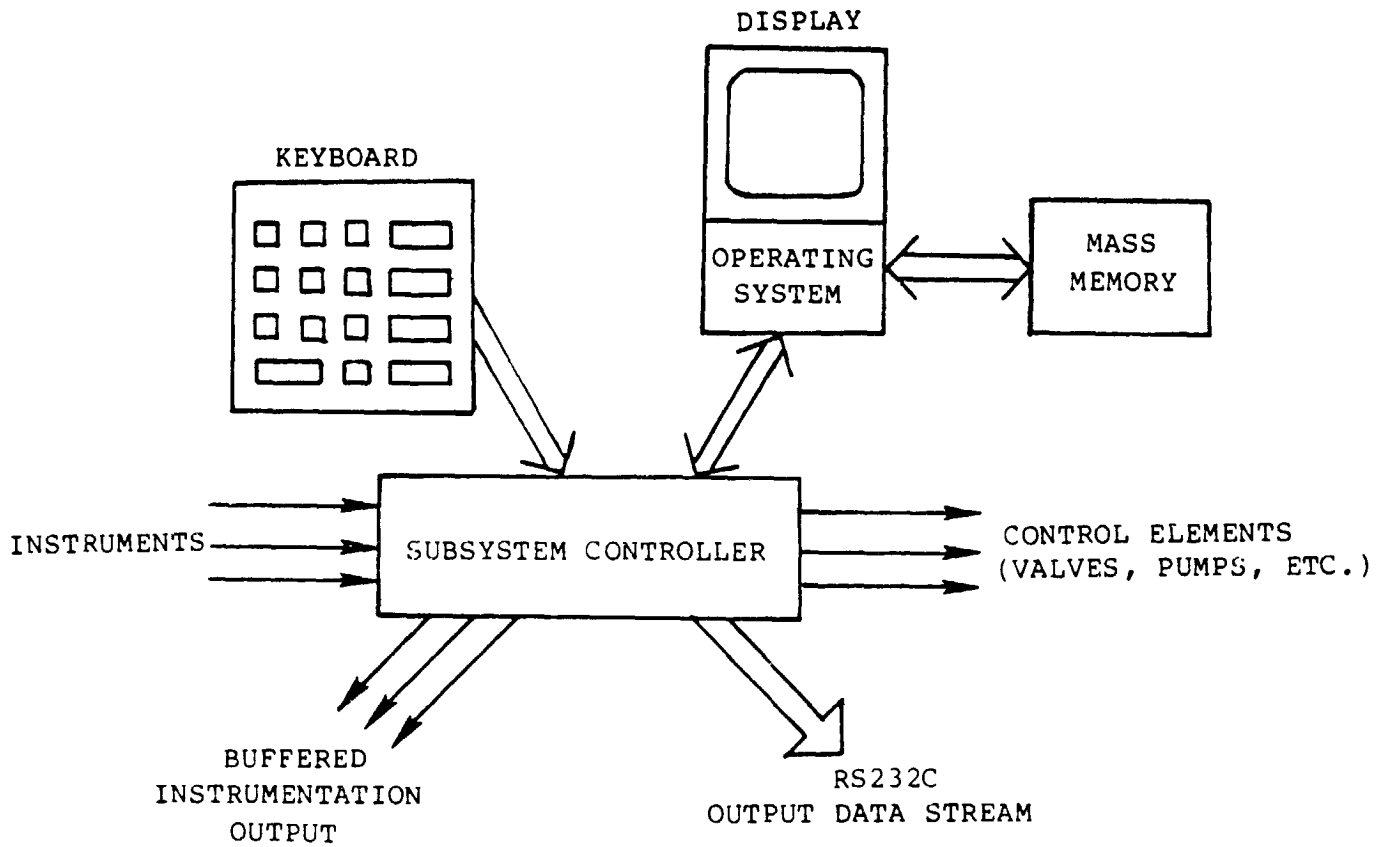 DISPLAY
KEYBOARD
OPERATING
SYSTEM
MASS
MEMORY
INSTRUMENTS
SUBSYSTEM CONTROLLER
CONTROL ELEMENTS
(VALVES, PUMPS, ETC.)
BUFFERED
INSTRUMENTATION
OUTPUT
RS232C
OUTPUT DATA STREAM